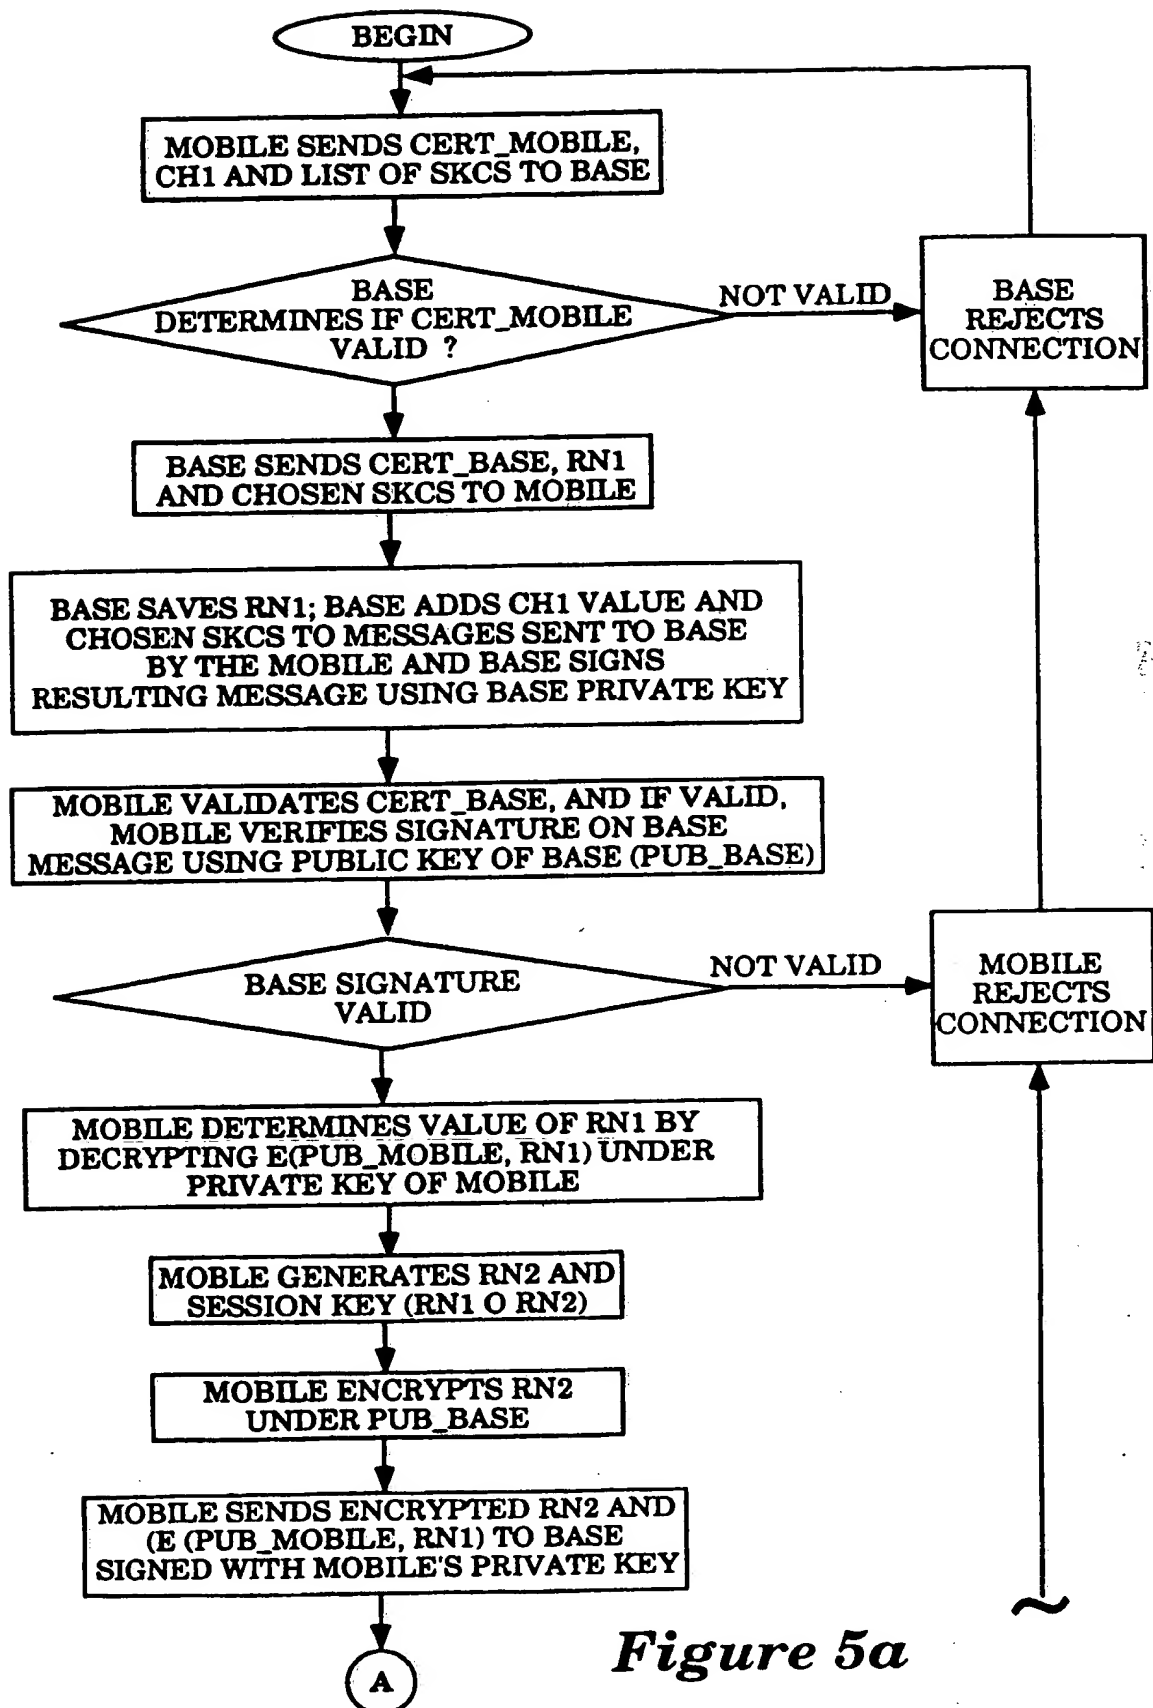 BEGIN
MOBILE SENDS CERT_MOBILE,
CH1 AND LIST OF SKCS TO BASE
BASE
DETERMINES IF CERT_MOBILE
VALID ?
NOT VALID
BASE
REJECTS
CONNECTION
BASE SENDS CERT_BASE, RN1
AND CHOSEN SKCS TO MOBILE
BASE SAVES RN1; BASE ADDS CH1 VALUE AND
CHOSEN SKCS TO MESSAGES SENT TO BASE
BY THE MOBILE AND BASE SIGNS
RESULTING MESSAGE USING BASE PRIVATE KEY
MOBILE VALIDATES CERT_BASE, AND IF VALID,
MOBILE VERIFIES SIGNATURE ON BASE
MESSAGE USING PUBLIC KEY OF BASE (PUB_BASE)
BASE SIGNATURE
VALID
NOT VALID
MOBILE
REJECTS
CONNECTION
MOBILE DETERMINES VALUE OF RN1 BY
DECRYPTING E(PUB_MOBILE, RN1) UNDER
PRIVATE KEY OF MOBILE
MOBLE GENERATES RN2 AND
SESSION KEY (RN1 O RN2)
MOBILE ENCRYPTS RN2
UNDER PUB_BASE
MOBILE SENDS ENCRYPTED RN2 AND
(E (PUB_MOBILE, RN1) TO BASE
SIGNED WITH MOBILE'S PRIVATE KEY
A
Figure 5a